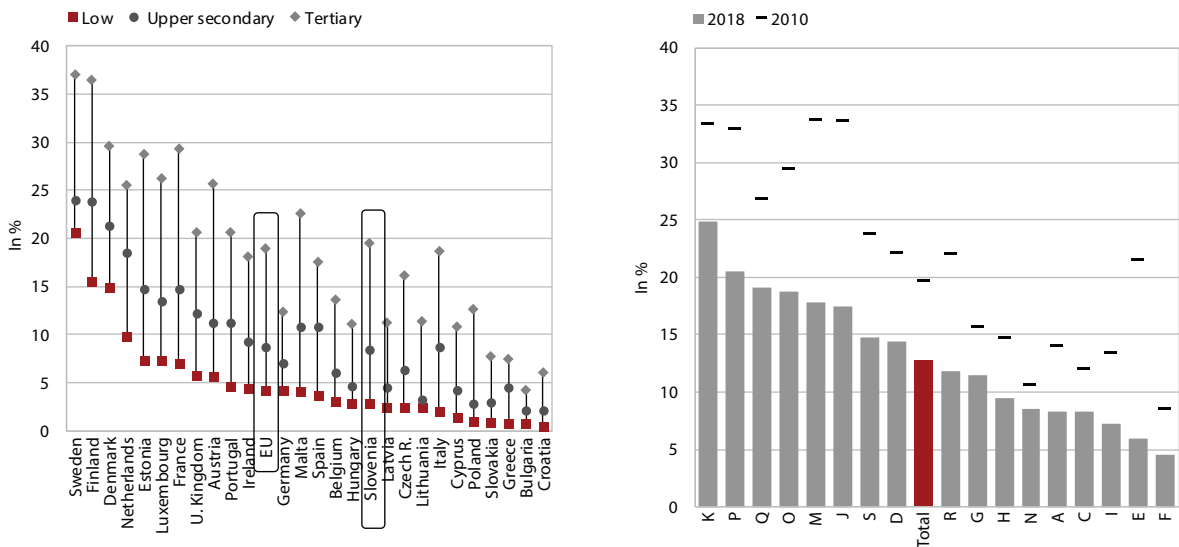 Low Upper secondary Tertiary
40
35
30
25
20
15
10
5
0
In %
Sweden
Finland
Denmark
Netherlands
Estonia
Luxembourg
France
U. Kingdom
Austria
Portugal
Ireland
EU
Germany
Malta
Spain
Belgium
Hungary
Slovenia
Latvia
Czech R.
Lithuania
Italy
Cyprus
Poland
Slovakia
Greece
Bulgaria
Croatia
2018 2010
40
35
30
25
20
15
10
5
0
In %
K
P
Q
O
M
J
S
D
Total
R
G
H
N
A
C
I
E
F